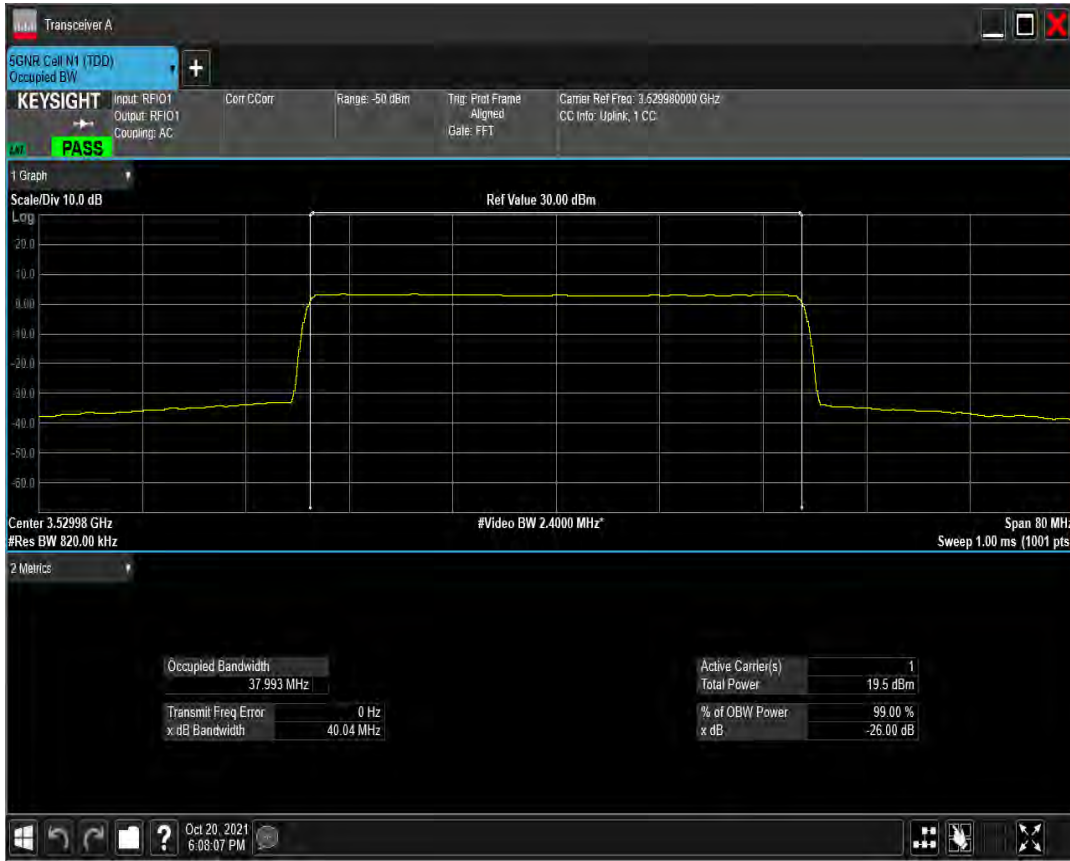 Transceiver A
5GNR Cell N1 (TDD)
Occupied BW
+
KEYSIGHT
Input: RFIO1
Output: RFIO1
Coupling: AC
Corr CCorr
Range: -50 dBm
Trig: Prot Frame
Aligned
Gate: FFT
Carrier Ref Freq: 3.529980000 GHz
CC Info: Uplink, 1 CC
PASS
1 Graph
Scale/Div 10.0 dB
Ref Value 30.00 dBm
Log
20.0
10.0
0.00
-10.0
-20.0
-30.0
-40.0
-50.0
-60.0
Center 3.52998 GHz
#Video BW 2.4000 MHz*
Span 80 MHz
#Res BW 820.00 kHz
Sweep 1.00 ms (1001 pts
2 Metrics
Occupied Bandwidth
37.993 MHz
Transmit Freq Error 0 Hz
x dB Bandwidth 40.04 MHz
Active Carrier(s) 1
Total Power 19.5 dBm
% of OBW Power 99.00 %
x dB -26.00 dB
?
Oct 20, 2021
6:08:07 PM